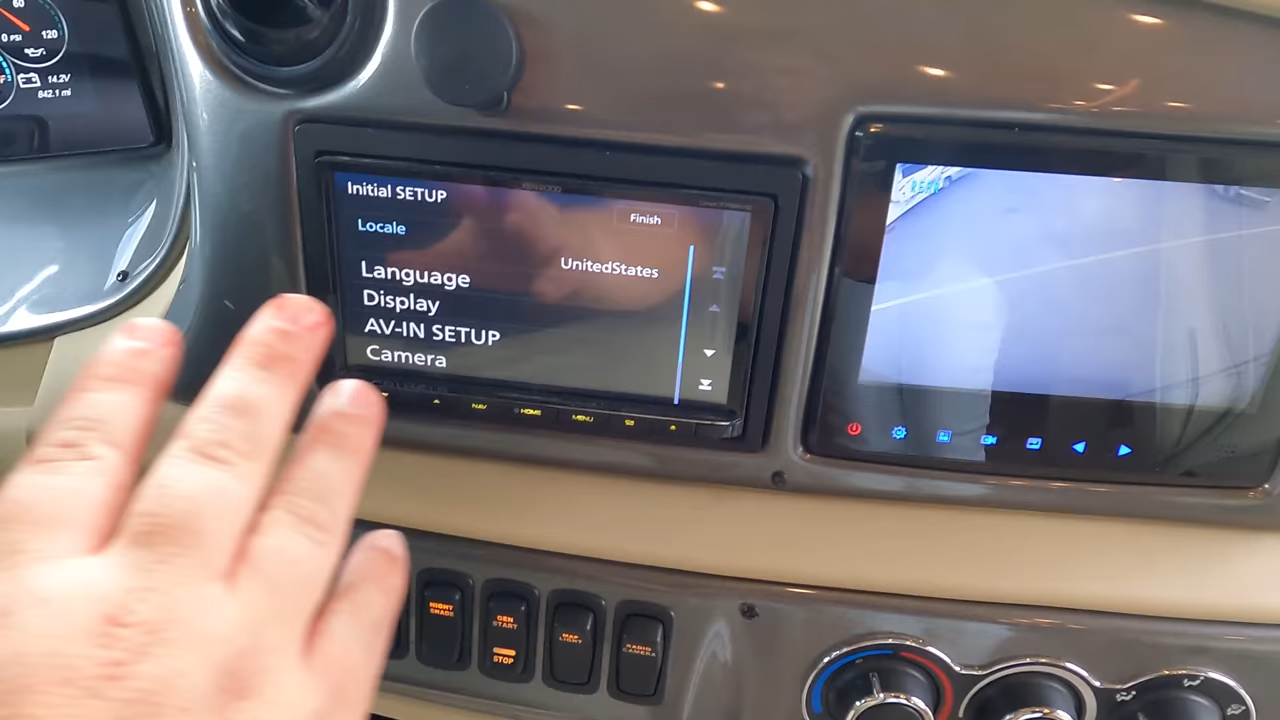 60
0 PSI
120
14.2V
842.1 mi
KENWOOD
Initial SETUP
Finish
Locale
UnitedStates
Language
Display
AV-IN SETUP
Camera
NAV
HOME
MENU
REAR
NIGHT
SHADE
GEN
START
STOP
MAP
LIGHT
RADIO
CAMERA